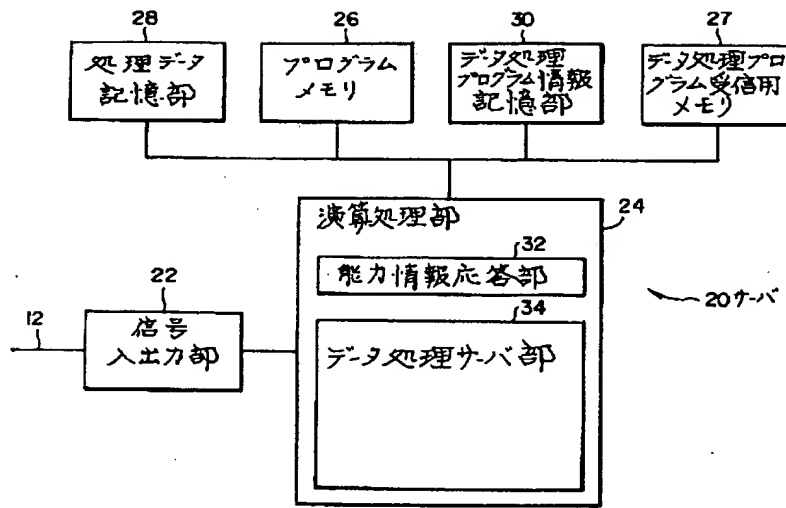 28
処理データ
記憶部
26
プログラム
メモリ
30
データ処理
プログラム情報
記憶部
27
データ処理プロ
グラム受信用
メモリ
演算処理部
24
32
能力情報応答部
34
データ処理サーバ部
22
信号
入出力部
12
20サーバ